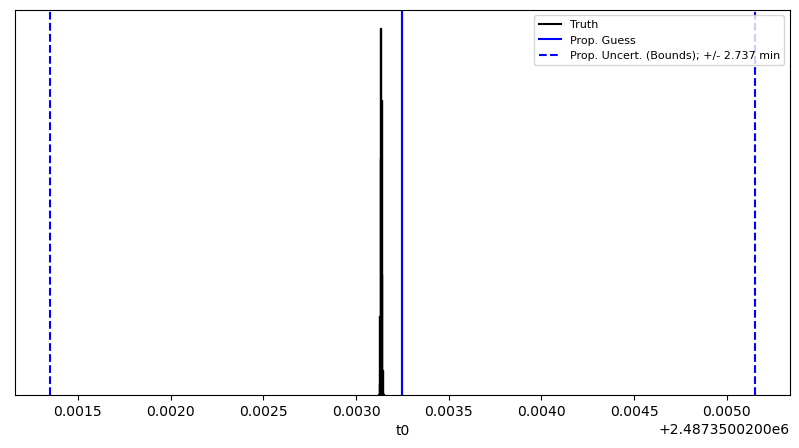 Truth
Prop. Guess
Prop. Uncert. (Bounds); +/- 2.737 min
0.0015 0.0020 0.0025 0.0030 0.0035 0.0040 0.0045 0.0050
t0
+2.4873500200e6